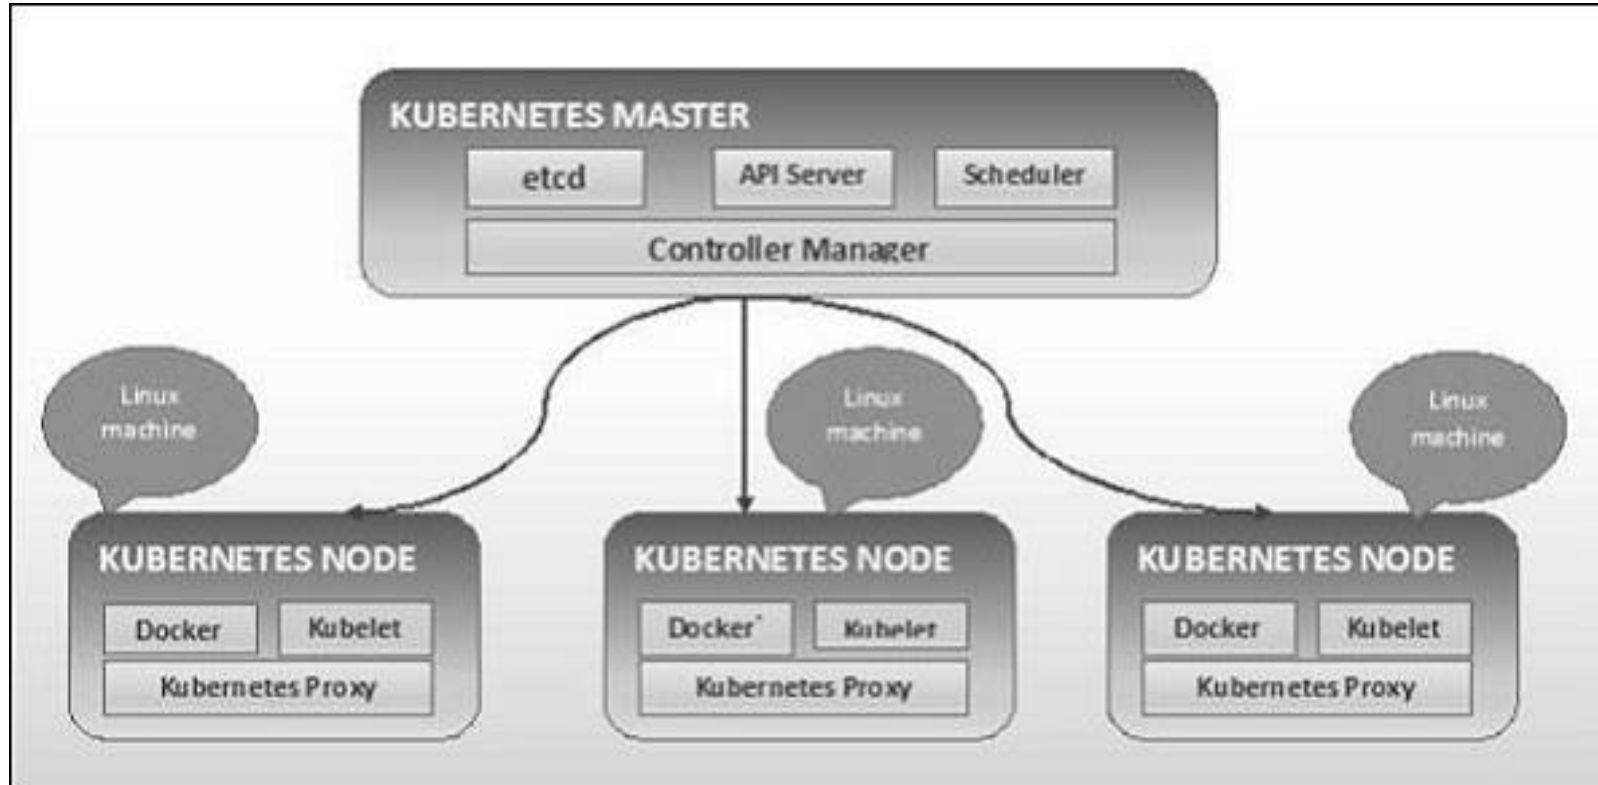 KUBERNETES MASTER
etcd
API Server
Scheduler
Controller Manager
Linux
machine
Linux
machine
Linux
machine
KUBERNETES NODE
Docker
Kubelet
Kubernetes Proxy
KUBERNETES NODE
Docker
Kubelet
Kubernetes Proxy
KUBERNETES NODE
Docker
Kubelet
Kubernetes Proxy